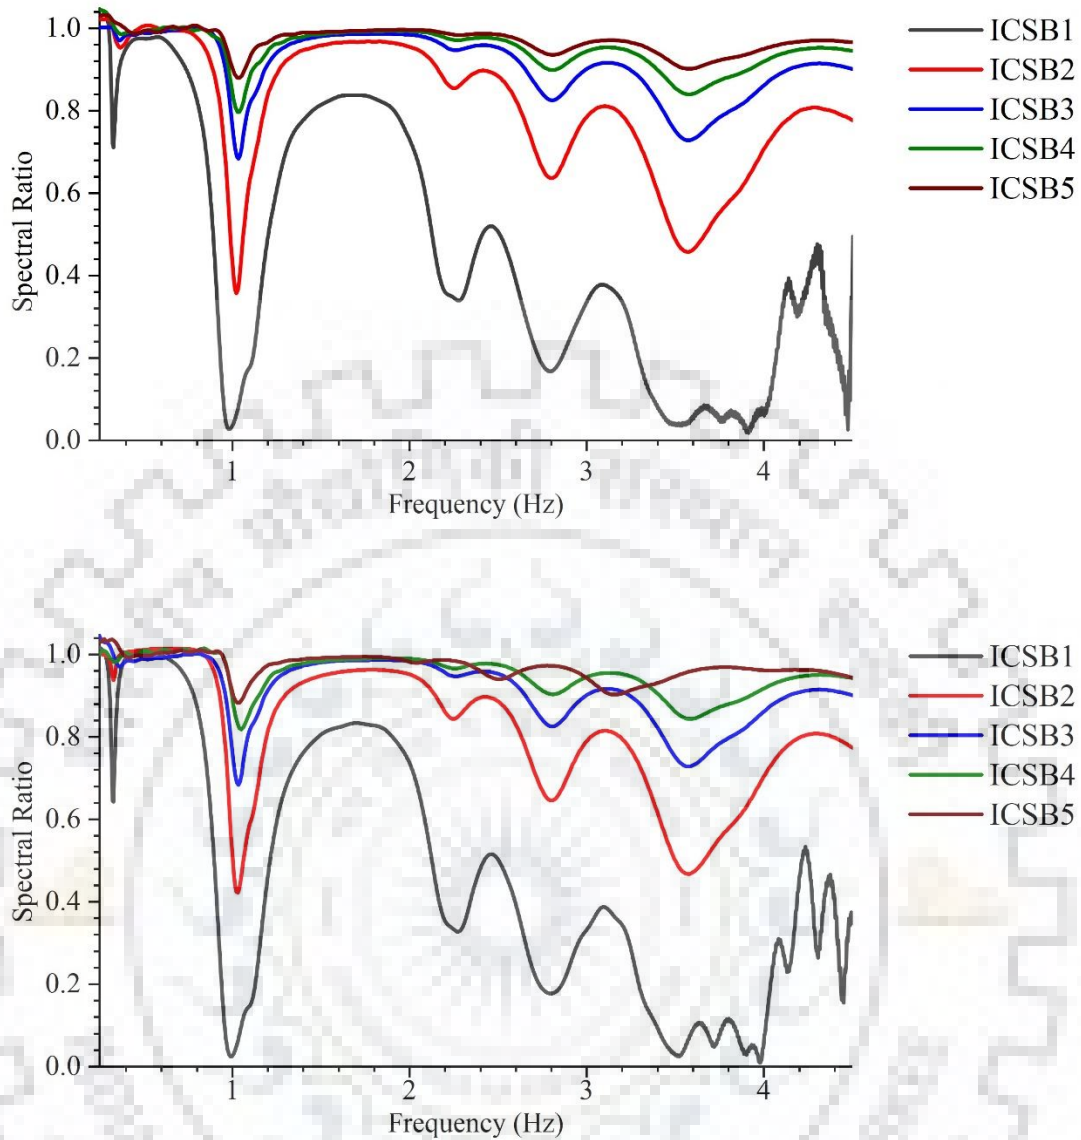 1.0
0.8
0.6
0.4
0.2
0.0
Spectral Ratio
1 2 3 4
Frequency (Hz)
ICSB1
ICSB2
ICSB3
ICSB4
ICSB5
1.0
0.8
0.6
0.4
0.2
0.0
Spectral Ratio
1 2 3 4
Frequency (Hz)
ICSB1
ICSB2
ICSB3
ICSB4
ICSB5